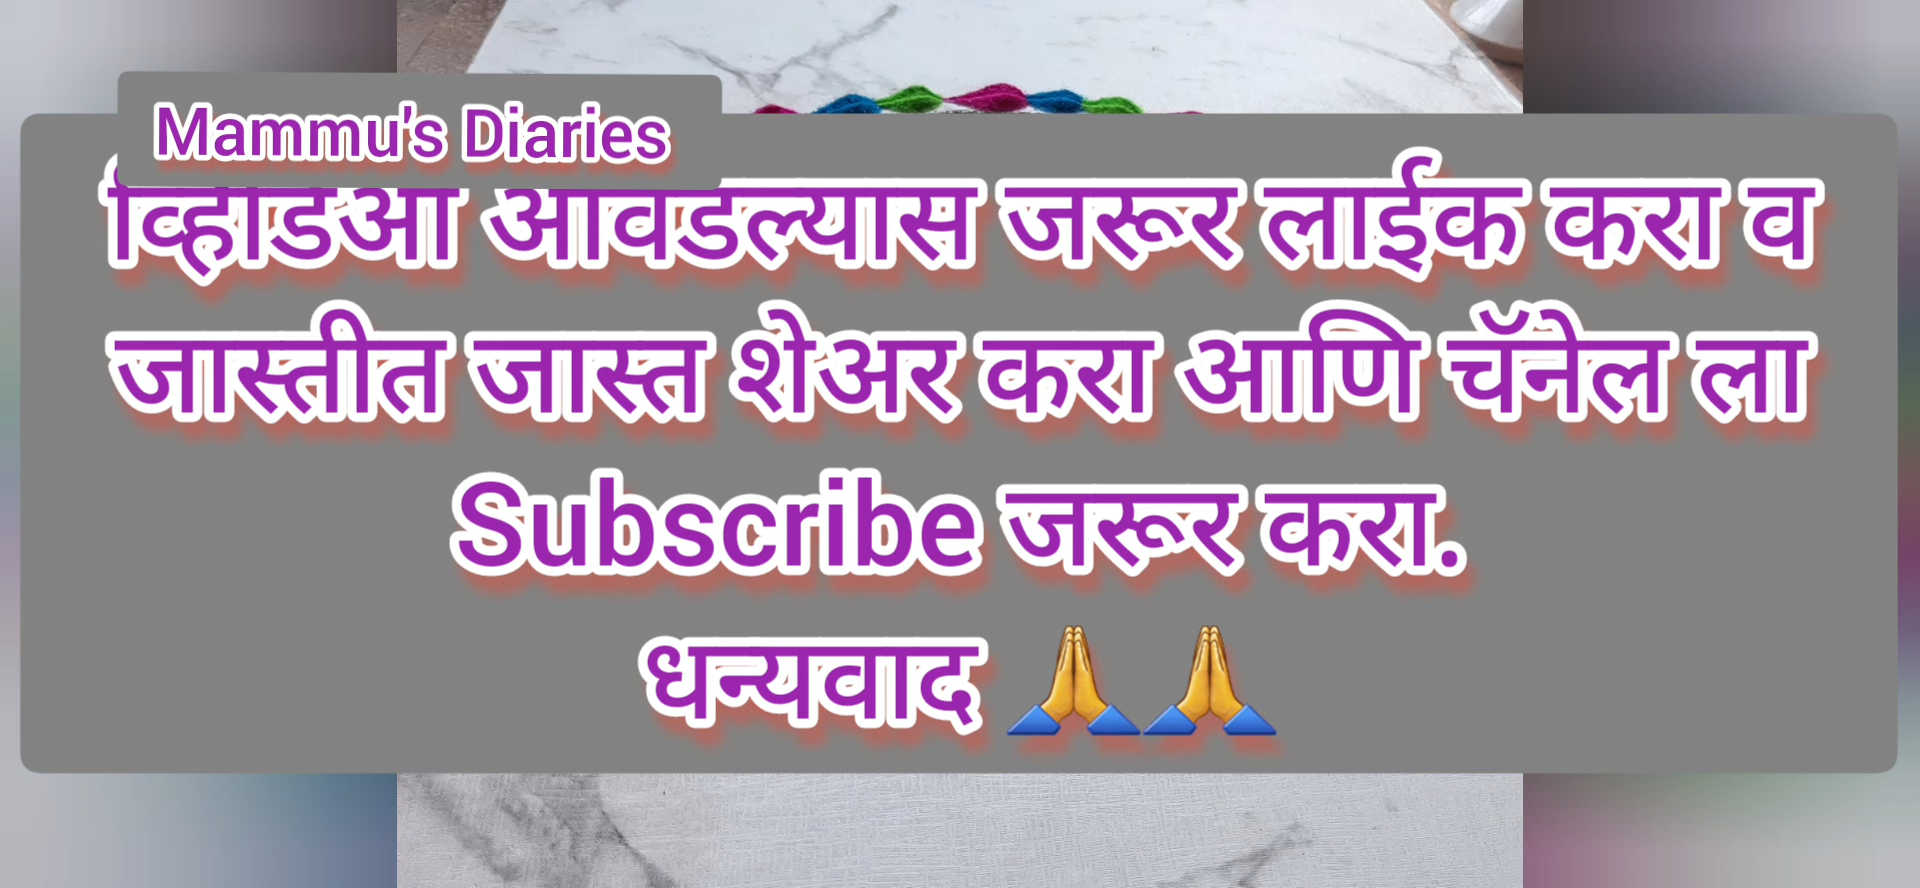 Mammu's Diaries
आवडल्यास जरूर लाईक करा व
जास्तीत जास्त शेअर करा आणि चॅनेल ला
Subscribe जरूर करा.
धन्यवाद 🙏🙏